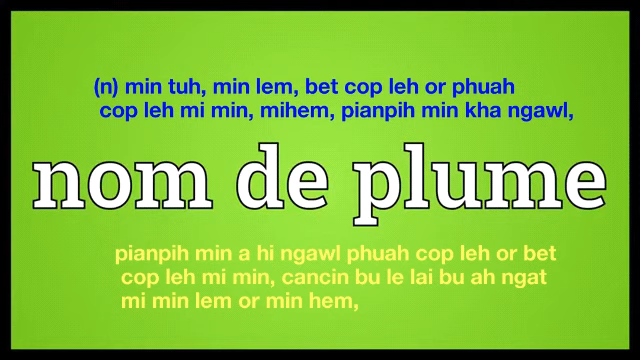 (n) min tuh, min lem, bet cop leh or phuah
cop leh mi min, mihem, pianpih min kha ngawl,
nom de plume
pianpih min a hi ngawl phuah cop leh or bet
cop leh mi min, cancin bu le lai bu ah ngat
mi min lem or min hem,